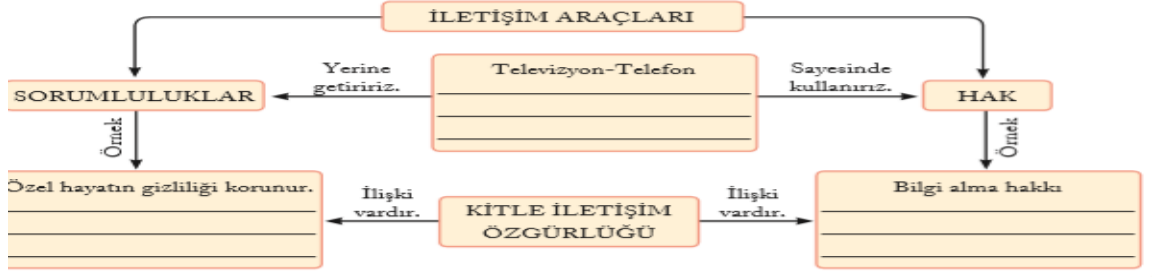 İLETİŞİM ARAÇLARI
Yerine
getiririz.
Televizyon-Telefon
Sayesinde
kullanırız.
SORUMLULUKLAR
HAK
Örnek
Örnek
Özel hayatın gizliliği korunur.
İlişki
vardır.
KİTLE İLETİŞİM
ÖZGÜRLÜĞÜ
İlişki
vardır.
Bilgi alma hakkı